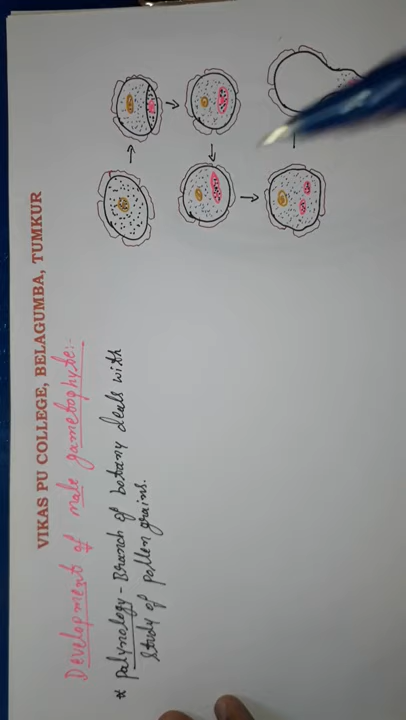 VIKAS PU COLLEGE, BELAGUMBA, TUMKUR
Development of male gametophyte:-
* Palynology - Branch of botany deals with
study of pollen grains.